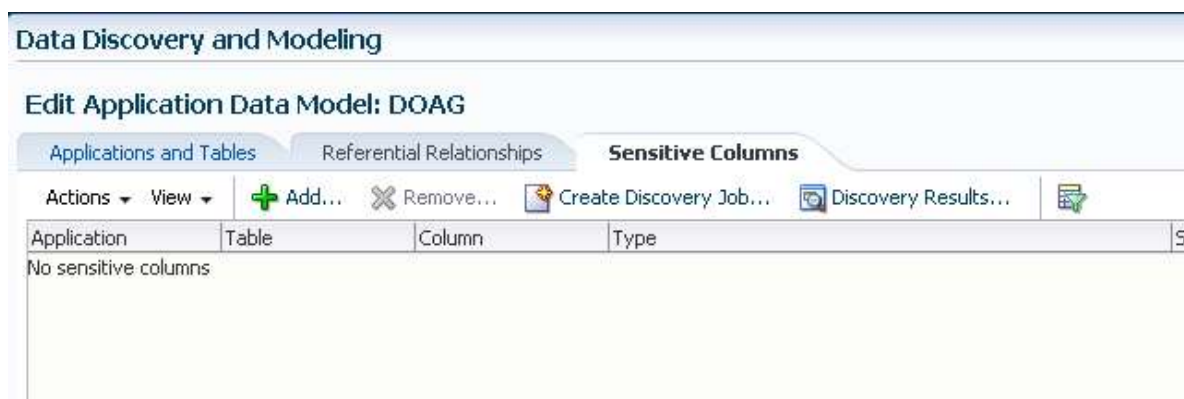 Data Discovery and Modeling
Edit Application Data Model: DOAG
Applications and Tables Referential Relationships Sensitive Columns
Actions View Add... Remove... Create Discovery Job... Discovery Results...
Application Table Column Type
No sensitive columns